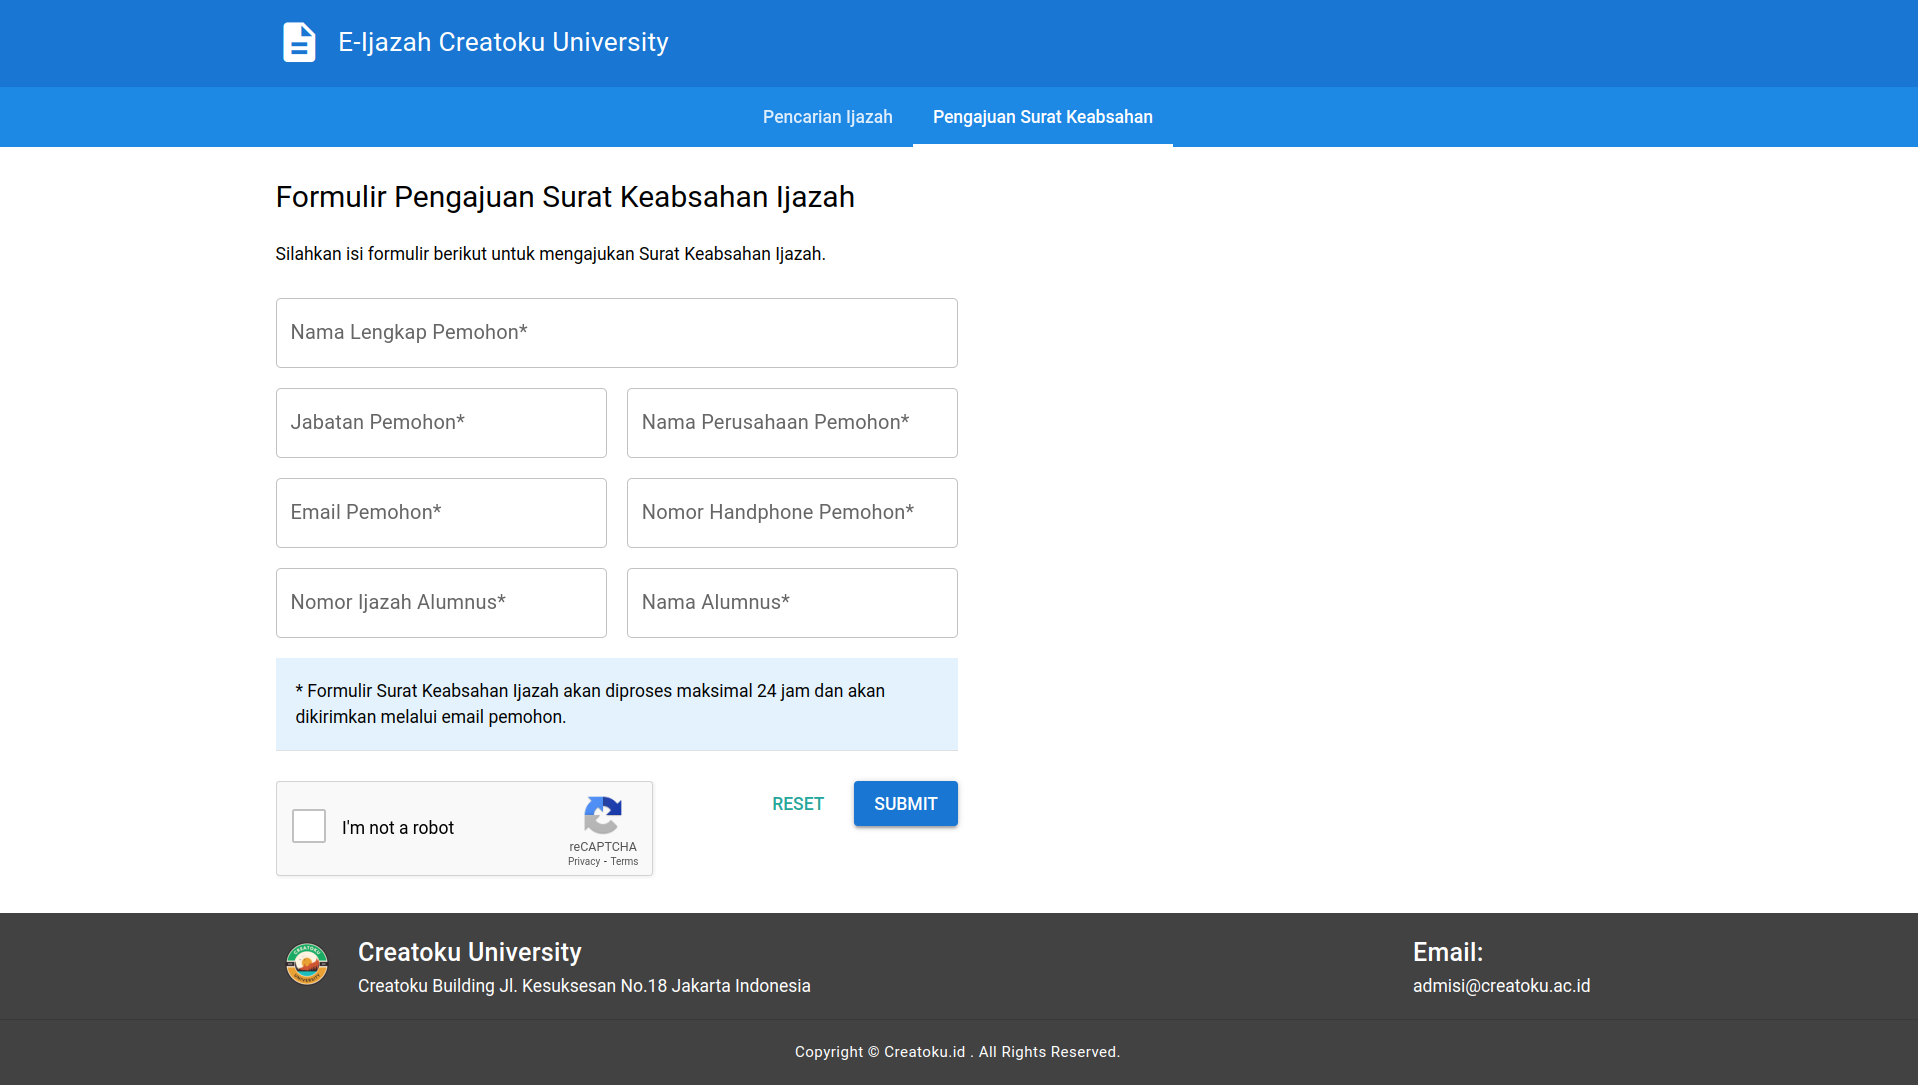 E-Ijazah Creatoku University
Pencarian Ijazah
Pengajuan Surat Keabsahan
Formulir Pengajuan Surat Keabsahan Ijazah
Silahkan isi formulir berikut untuk mengajukan Surat Keabsahan Ijazah.
Nama Lengkap Pemohon*
Jabatan Pemohon*
Nama Perusahaan Pemohon*
Email Pemohon*
Nomor Handphone Pemohon*
Nomor Ijazah Alumnus*
Nama Alumnus*
* Formulir Surat Keabsahan Ijazah akan diproses maksimal 24 jam dan akan
dikirimkan melalui email pemohon.
I'm not a robot
reCAPTCHA
Privacy - Terms
RESET
SUBMIT
CREATOKU
UNIVERSITY
Creatoku University
Creatoku Building Jl. Kesuksesan No.18 Jakarta Indonesia
Email:
admisi@creatoku.ac.id
Copyright © Creatoku.id . All Rights Reserved.